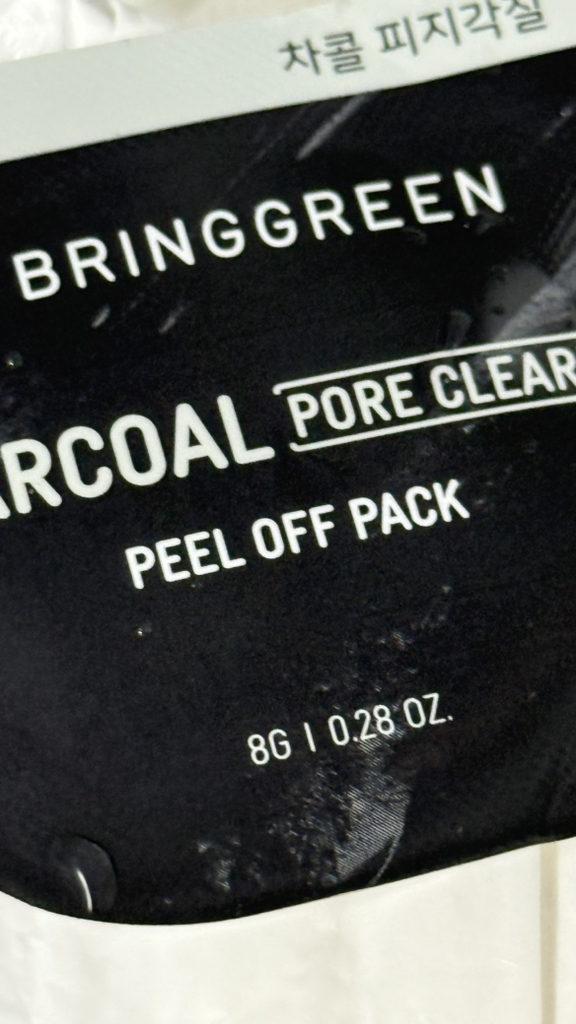 차콜 피지각질
BRINGGREEN
ARCOAL PORE CLEAR
PEEL OFF PACK
8G | 0.28 OZ.